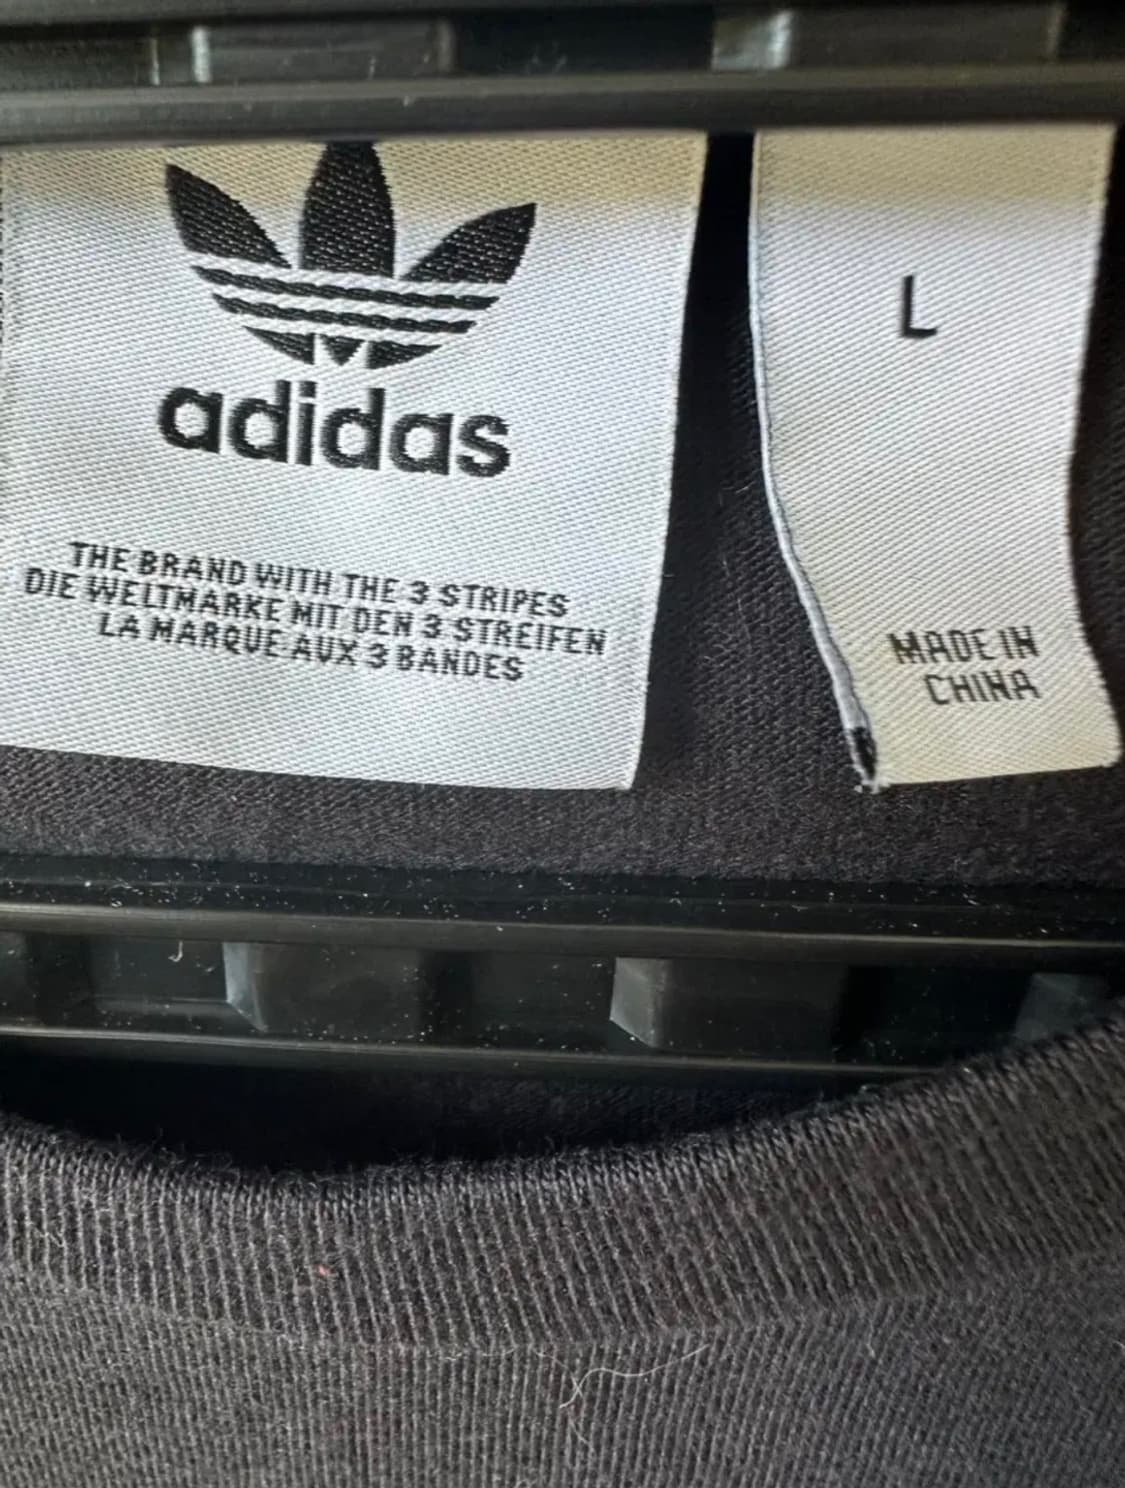 adidas
THE BRAND WITH THE 3 STRIPES
DIE WELTMARKE MIT DEN 3 STREIFEN
LA MARQUE AUX 3 BANDES
L
MADE IN
CHINA